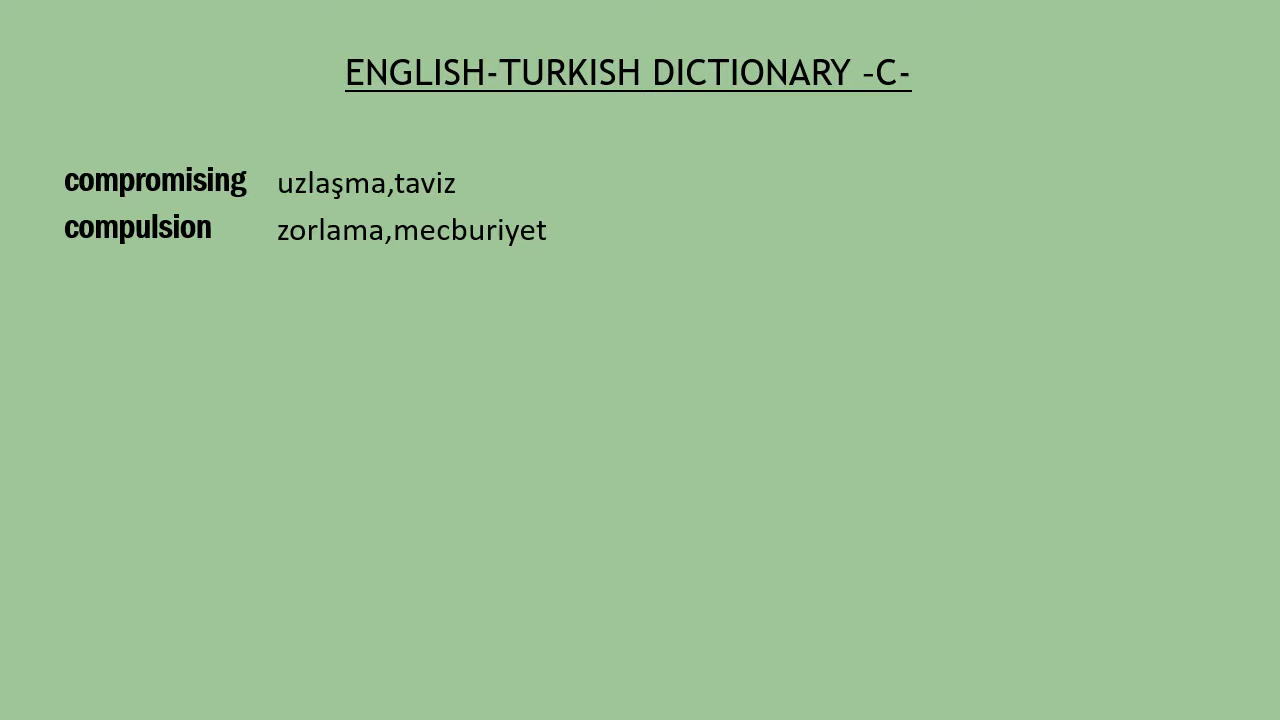 ENGLISH-TURKISH DICTIONARY –C-
compromising uzlaşma,taviz
compulsion zorlama,mecburiyet